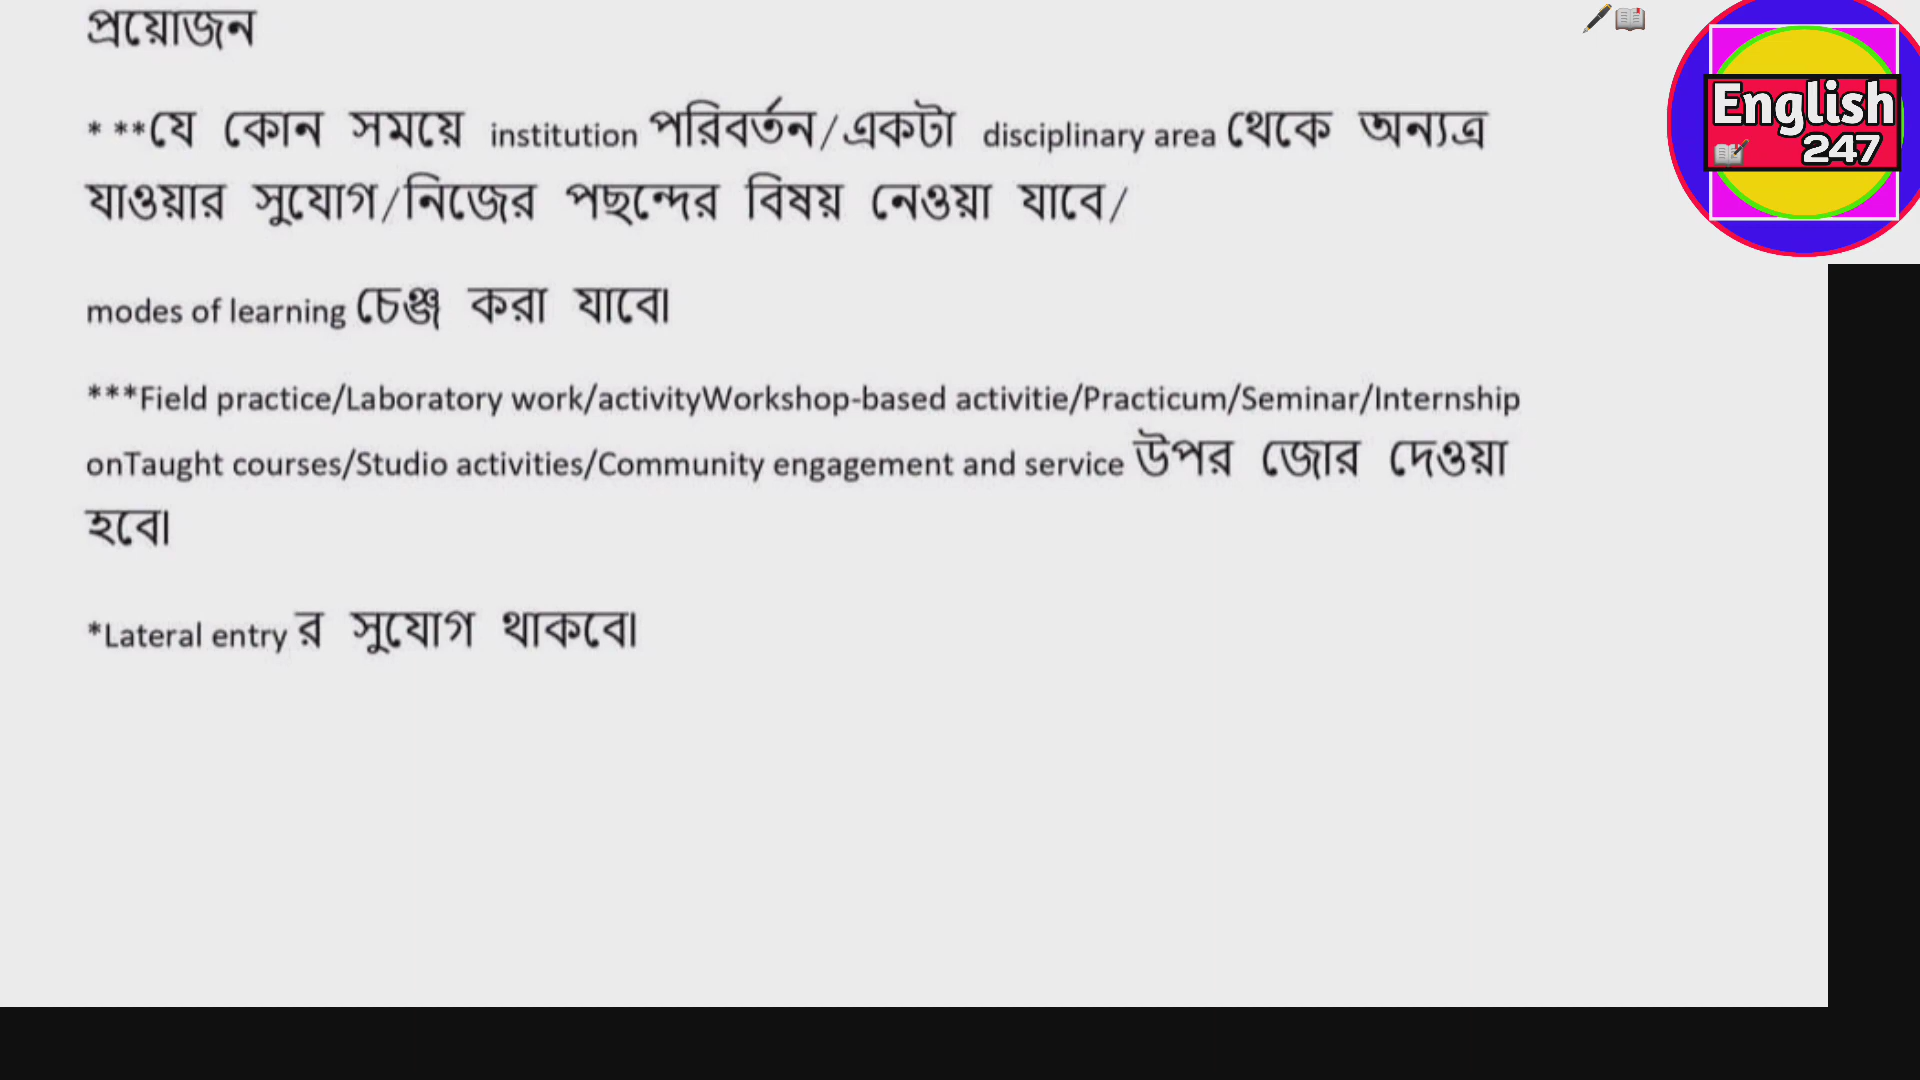 প্রয়োজন
* **যে কোন সময়ে institution পরিবর্তন/একটা disciplinary area থেকে অন্যত্র
যাওয়ার সুযোগ/নিজের পছন্দের বিষয় নেওয়া যাবে/
modes of learning চেঞ্জ করা যাবে।
***Field practice/Laboratory work/activityWorkshop-based activitie/Practicum/Seminar/Internship
onTaught courses/Studio activities/Community engagement and service উপর জোর দেওয়া
হবে।
*Lateral entry র সুযোগ থাকবে।
English
247